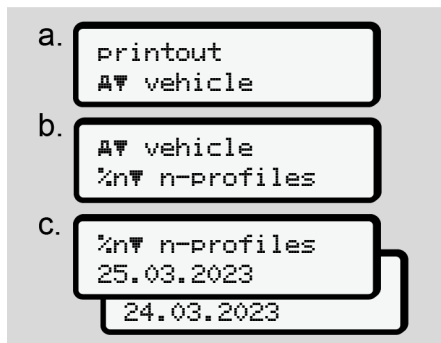 a.
printout
A▼ vehicle
b.
A▼ vehicle
%n▼ n-profiles
c.
%n▼ n-profiles
25.03.2023
24.03.2023